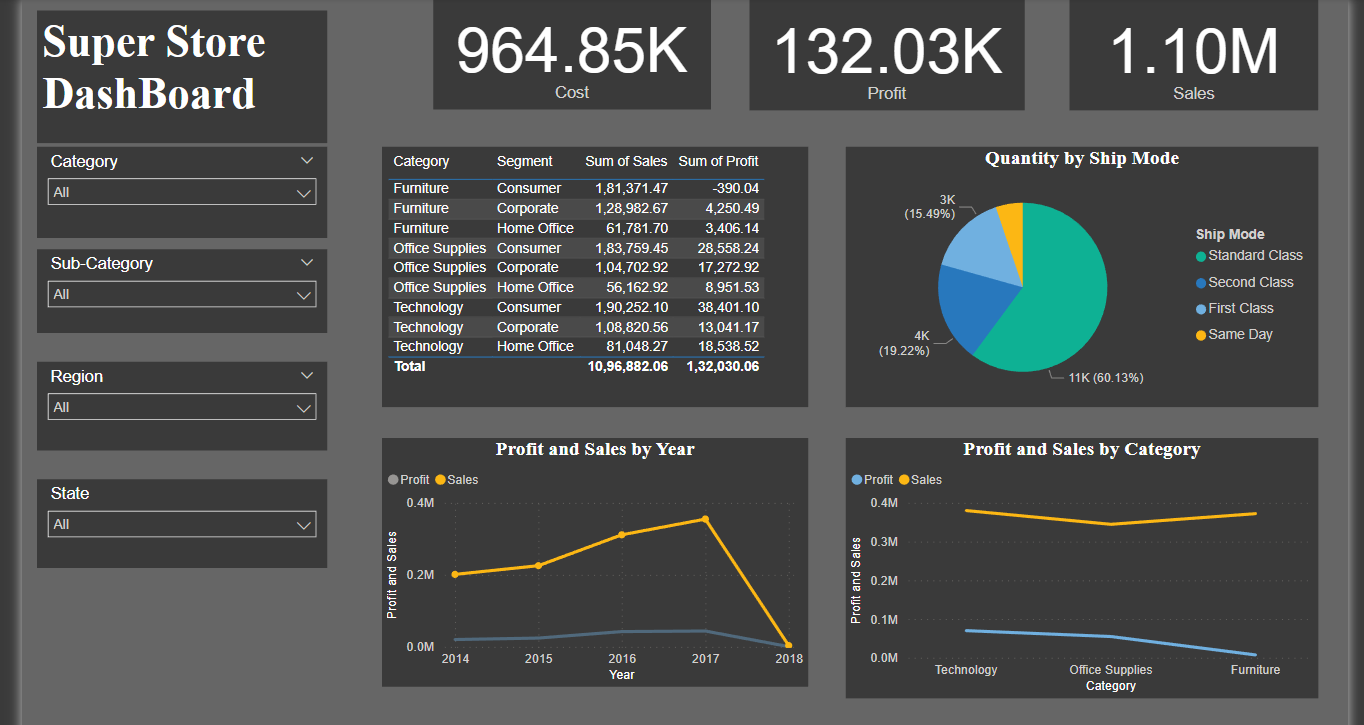 Super Store
DashBoard
964.85K
Cost
132.03K
Profit
1.10M
Sales
Category
All
Sub-Category
All
Region
All
State
All
Category Segment Sum of Sales Sum of Profit
Furniture Consumer 1,81,371.47 -390.04
Furniture Corporate 1,28,982.67 4,250.49
Furniture Home Office 61,781.70 3,406.14
Office Supplies Consumer 1,83,759.45 28,558.24
Office Supplies Corporate 1,04,702.92 17,272.92
Office Supplies Home Office 56,162.92 8,951.53
Technology Consumer 1,90,252.10 38,401.10
Technology Corporate 1,08,820.56 13,041.17
Technology Home Office 81,048.27 18,538.52
Total 10,96,882.06 1,32,030.06
Quantity by Ship Mode
3K
(15.49%)
4K
(19.22%)
11K (60.13%)
Ship Mode
Standard Class
Second Class
First Class
Same Day
Profit and Sales by Year
Profit Sales
Profit and Sales
0.4M
0.2M
0.0M
2014 2015 2016 2017 2018
Year
Profit and Sales by Category
Profit Sales
Profit and Sales
0.4M
0.3M
0.2M
0.1M
0.0M
Technology Office Supplies Furniture
Category